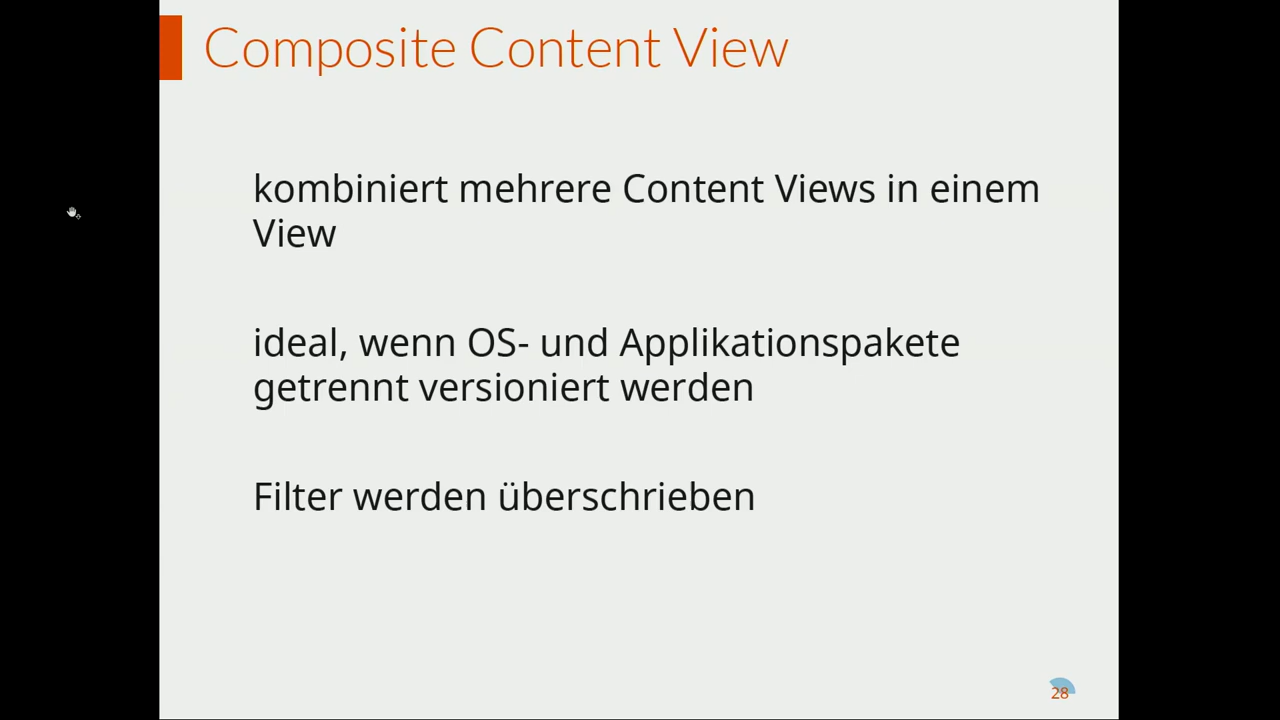 Composite Content View
kombiniert mehrere Content Views in einem
View
ideal, wenn OS- und Applikationspakete
getrennt versioniert werden
Filter werden überschrieben
28